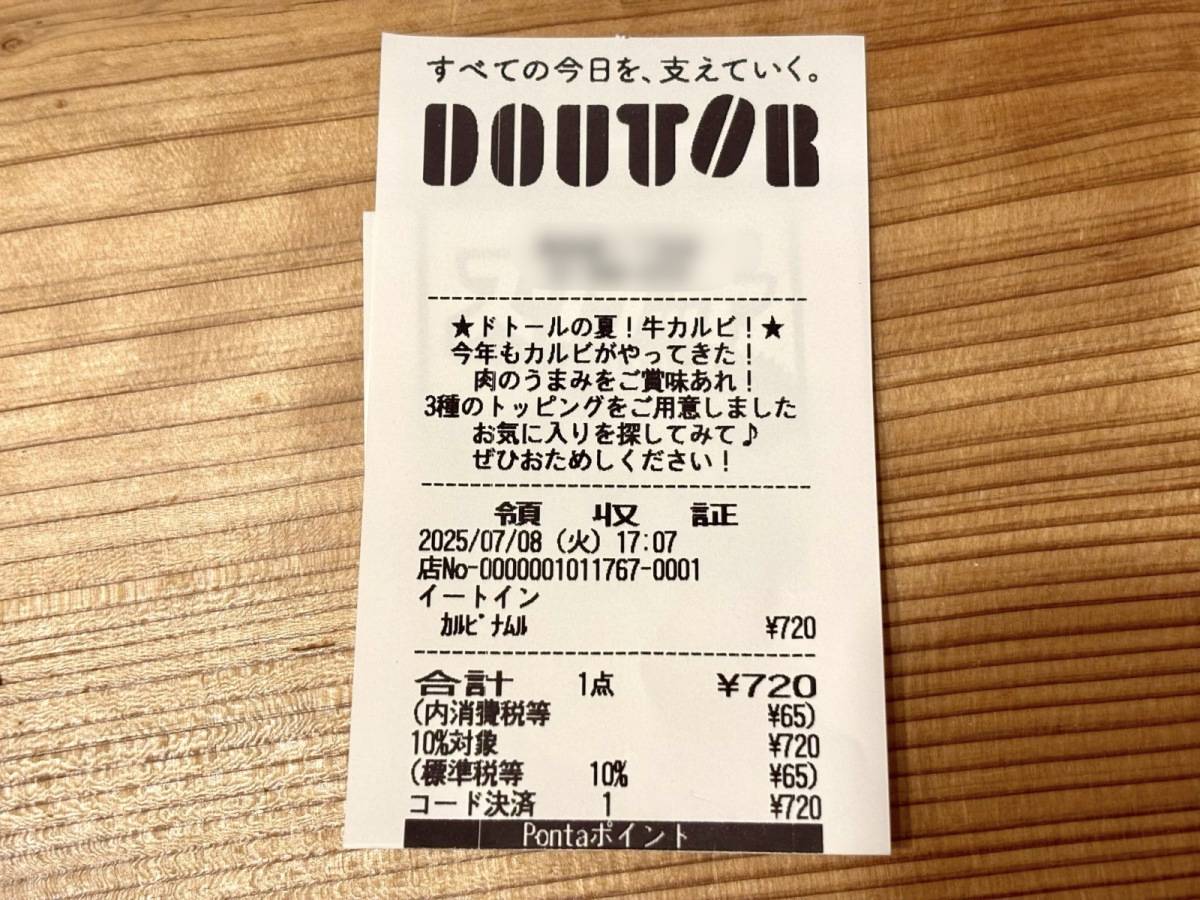 すべての今日を、支えていく。
DOUTOR
★ドトールの夏！牛カルビ！★
今年もカルビがやってきた！
肉のうまみをご賞味あれ！
3種のトッピングをご用意しました
お気に入りを探してみて♪
ぜひおためしください！
領収証
2025/07/08 (火) 17:07
店No-0000001011767-0001
イートイン
ｶﾙﾋﾞﾅﾑﾙ ¥720
合計 1点 ¥720
(内消費税等 ¥65)
10%対象 ¥720
(標準税等 10% ¥65)
コード決済 1 ¥720
Pontaポイント